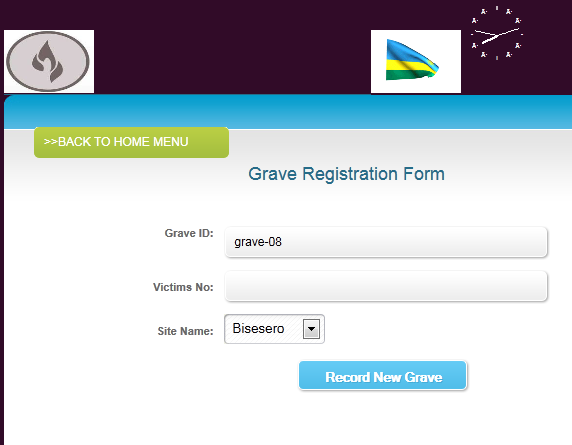 >>BACK TO HOME MENU
Grave Registration Form
Grave ID:
grave-08
Victims No:
Site Name:
Bisesero
Record New Grave